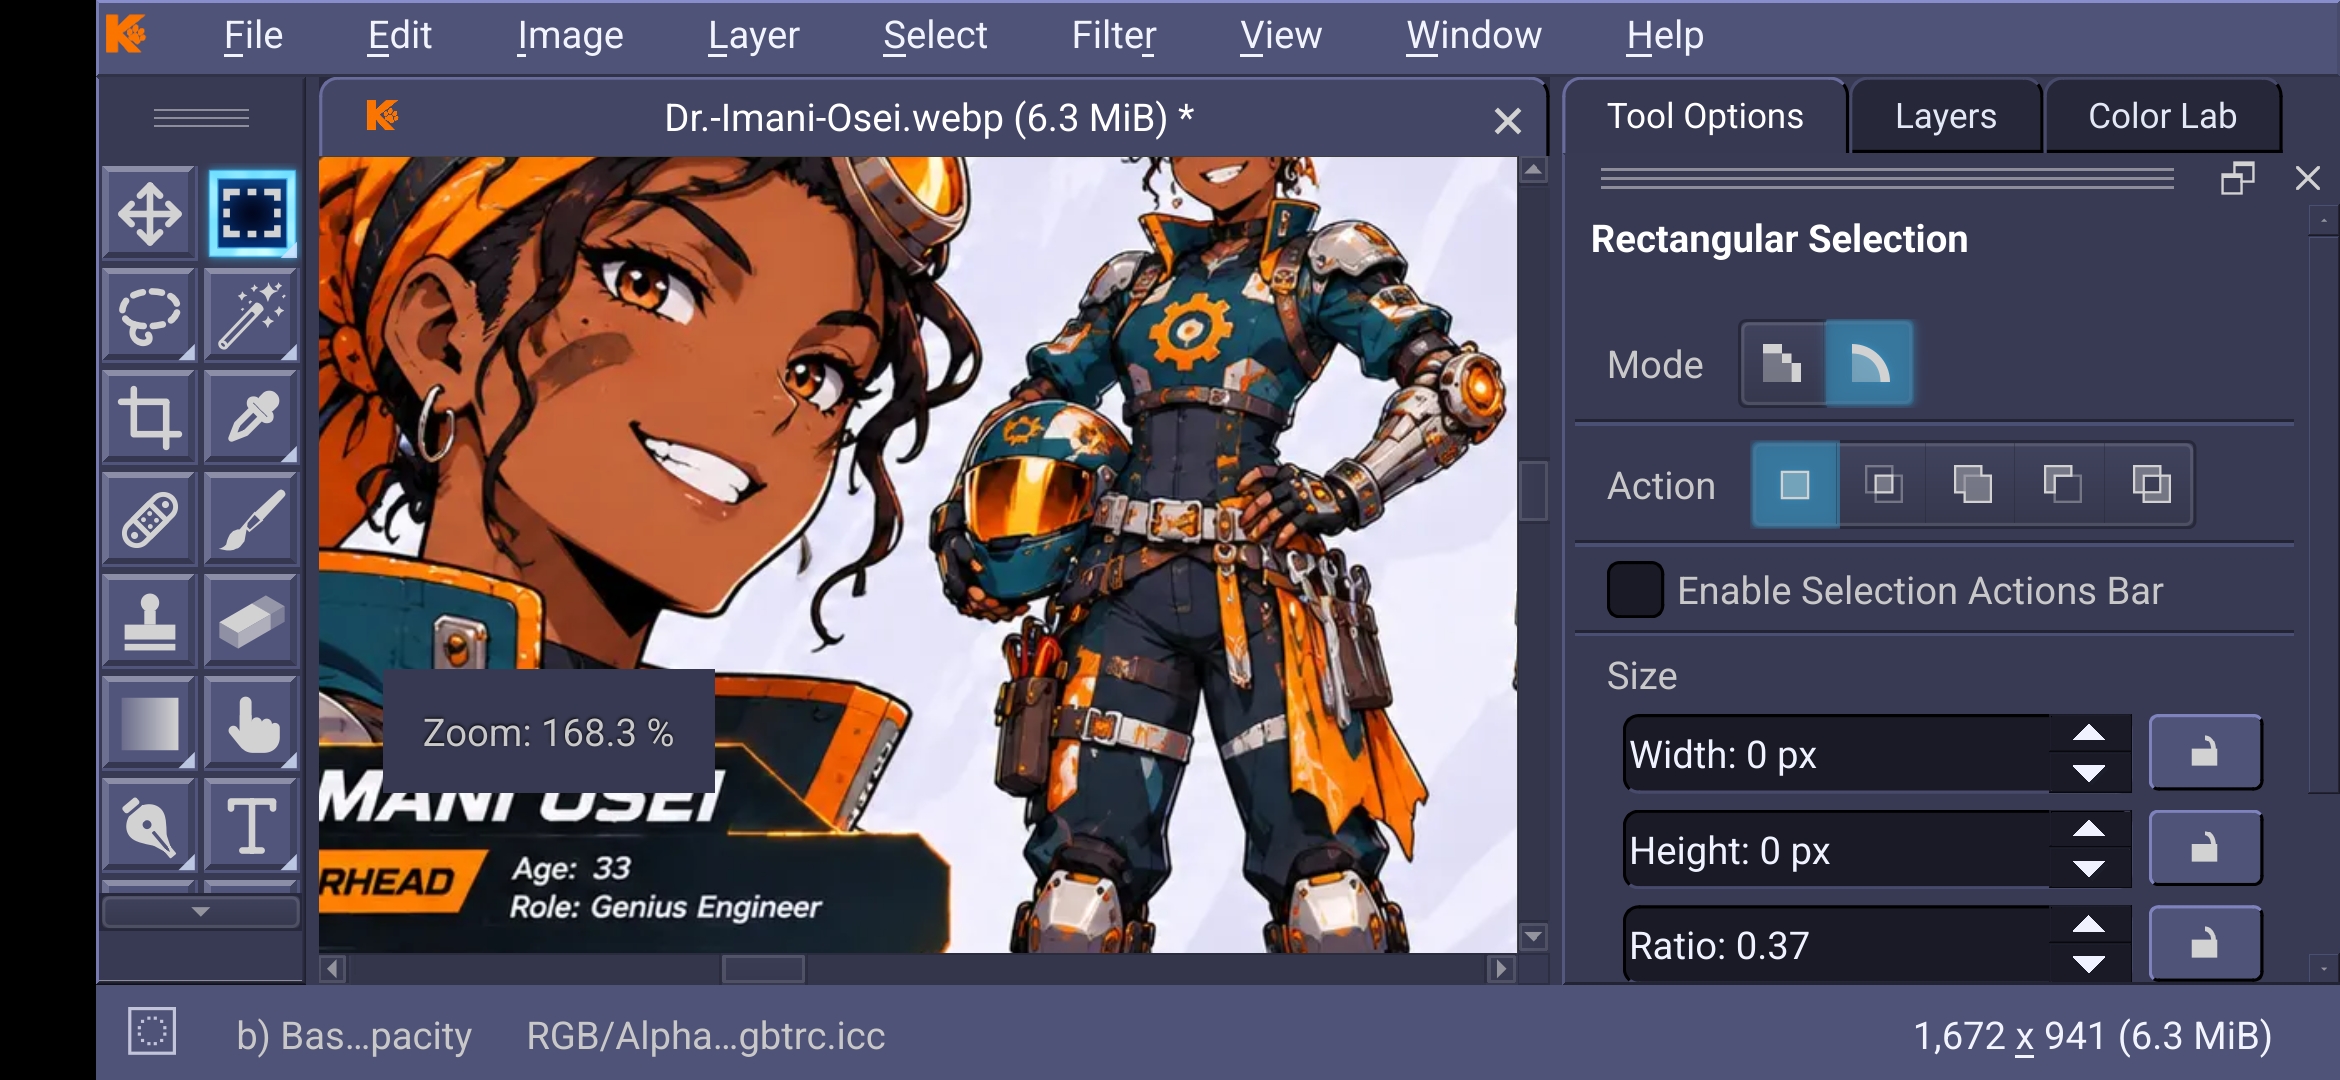 File Edit Image Layer Select Filter View Window Help
Dr.-Imani-Osei.webp (6.3 MiB) *
Tool Options Layers Color Lab
Rectangular Selection
Mode
Action
Enable Selection Actions Bar
Size
Width: 0 px
Height: 0 px
Ratio: 0.37
Zoom: 168.3 %
MANI OSEI
RHEAD
Age: 33
Role: Genius Engineer
b) Bas...pacity RGB/Alpha...gbtrc.icc 1,672 x 941 (6.3 MiB)